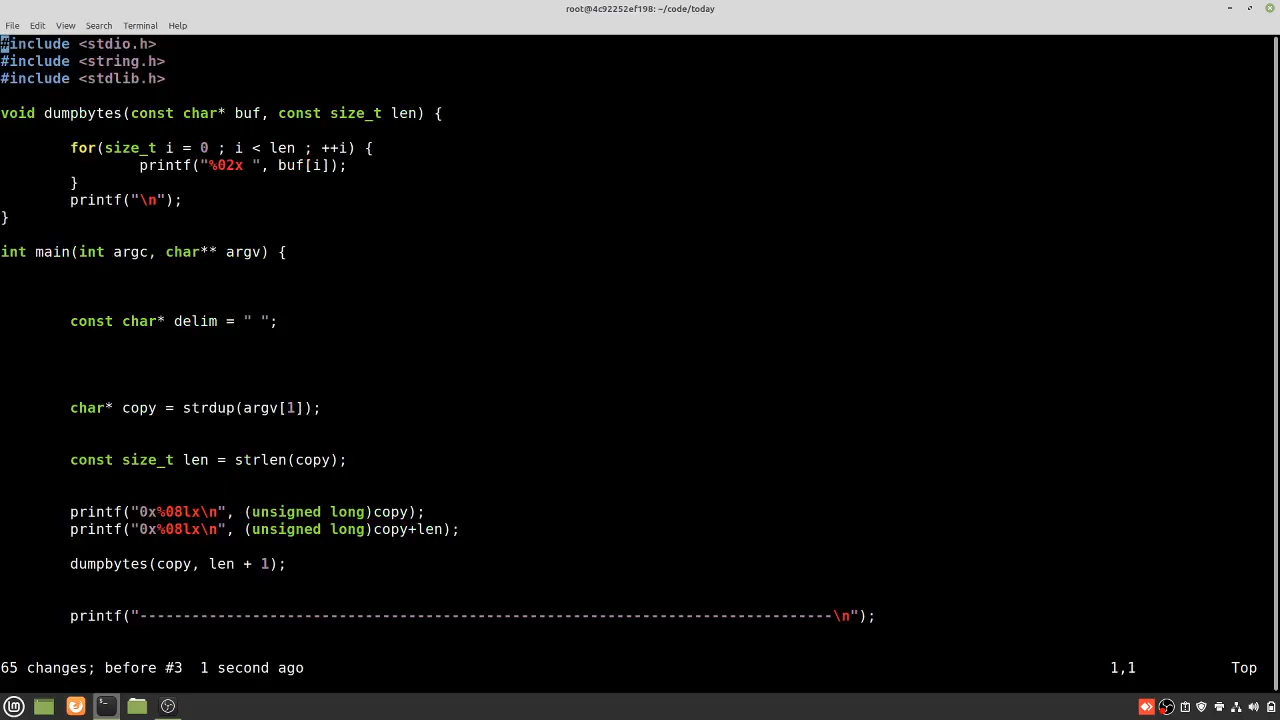 root@4c92252ef198: ~/code/today
File Edit View Search Terminal Help
#include <stdio.h>
#include <string.h>
#include <stdlib.h>
void dumpbytes(const char* buf, const size_t len) {
for(size_t i = 0 ; i < len ; ++i) {
printf("%02x ", buf[i]);
}
printf("\n");
}
int main(int argc, char** argv) {
const char* delim = " ";
char* copy = strdup(argv[1]);
const size_t len = strlen(copy);
printf("0x%08lx\n", (unsigned long)copy);
printf("0x%08lx\n", (unsigned long)copy+len);
dumpbytes(copy, len + 1);
printf("--------------------------------------------------------------------------------\n");
65 changes; before #3  1 second ago
1,1
Top